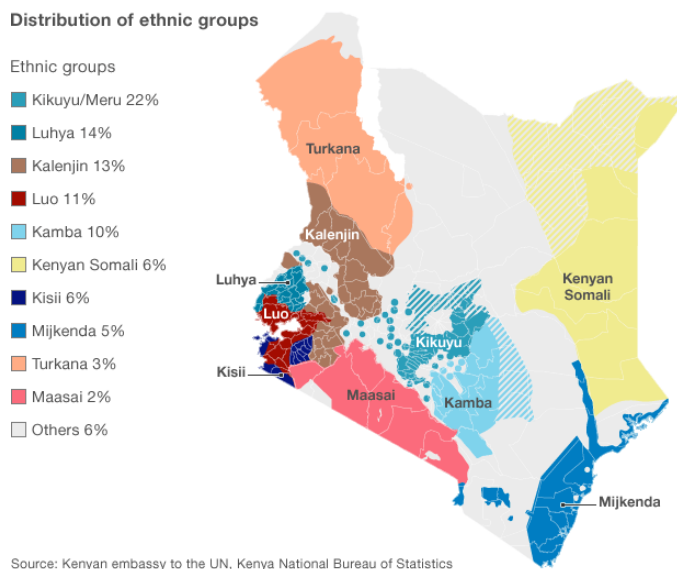 Distribution of ethnic groups
Ethnic groups
Kikuyu/Meru 22%
Luhya 14%
Kalenjin 13%
Luo 11%
Kamba 10%
Kenyan Somali 6%
Kisii 6%
Mijkenda 5%
Turkana 3%
Maasai 2%
Others 6%
Turkana
Kalenjin
Luhya
Luo
Kisii
Maasai
Kikuyu
Kamba
Kenyan
Somali
Mijkenda
Source: Kenyan embassy to the UN, Kenya National Bureau of Statistics